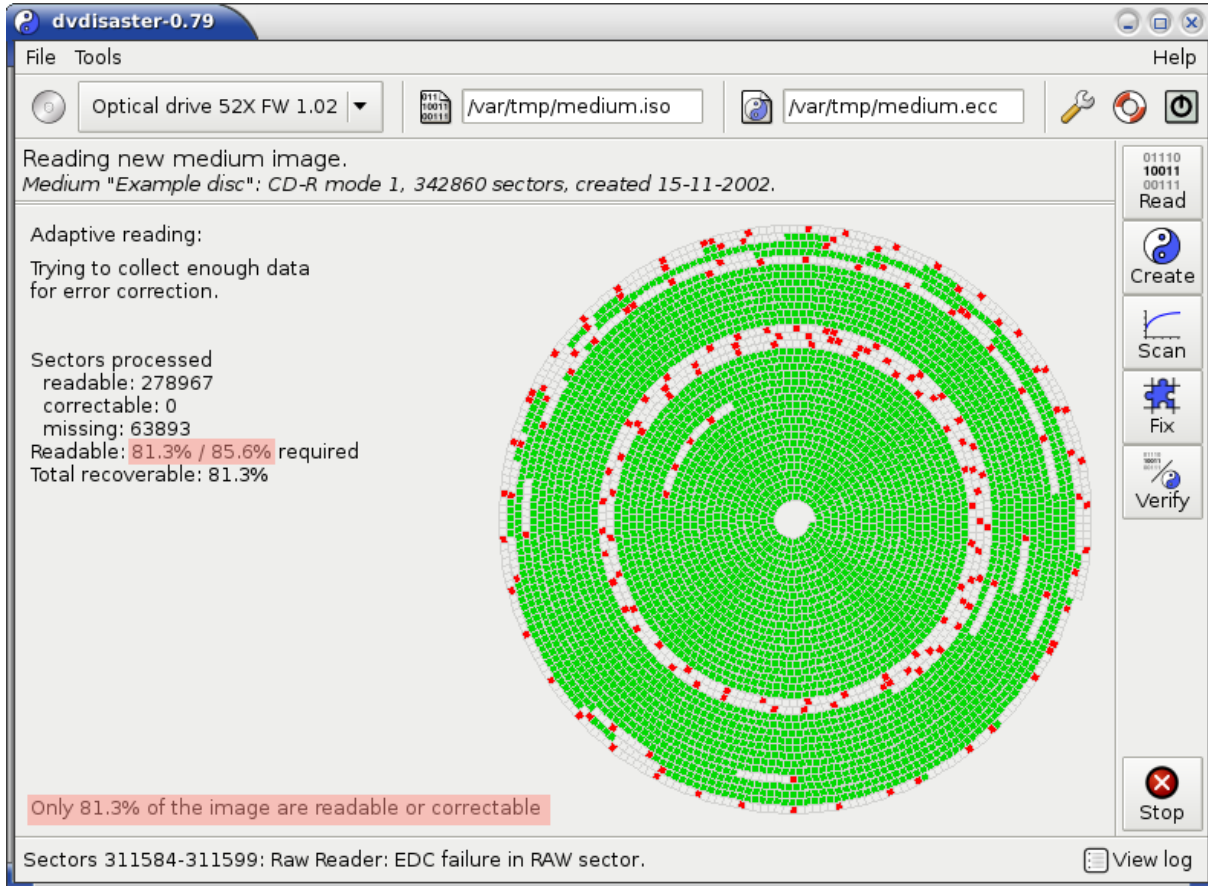 dvdisaster-0.79
File Tools Help
Optical drive 52X FW 1.02 /var/tmp/medium.iso /var/tmp/medium.ecc
Reading new medium image.
Medium "Example disc": CD-R mode 1, 342860 sectors, created 15-11-2002.
01110
10011
00111
Read
Adaptive reading:
Trying to collect enough data
for error correction.
Create
Scan
Sectors processed
readable: 278967
correctable: 0
missing: 63893
Readable: 81.3% / 85.6% required
Total recoverable: 81.3%
Fix
Verify
Only 81.3% of the image are readable or correctable
Stop
Sectors 311584-311599: Raw Reader: EDC failure in RAW sector.
View log